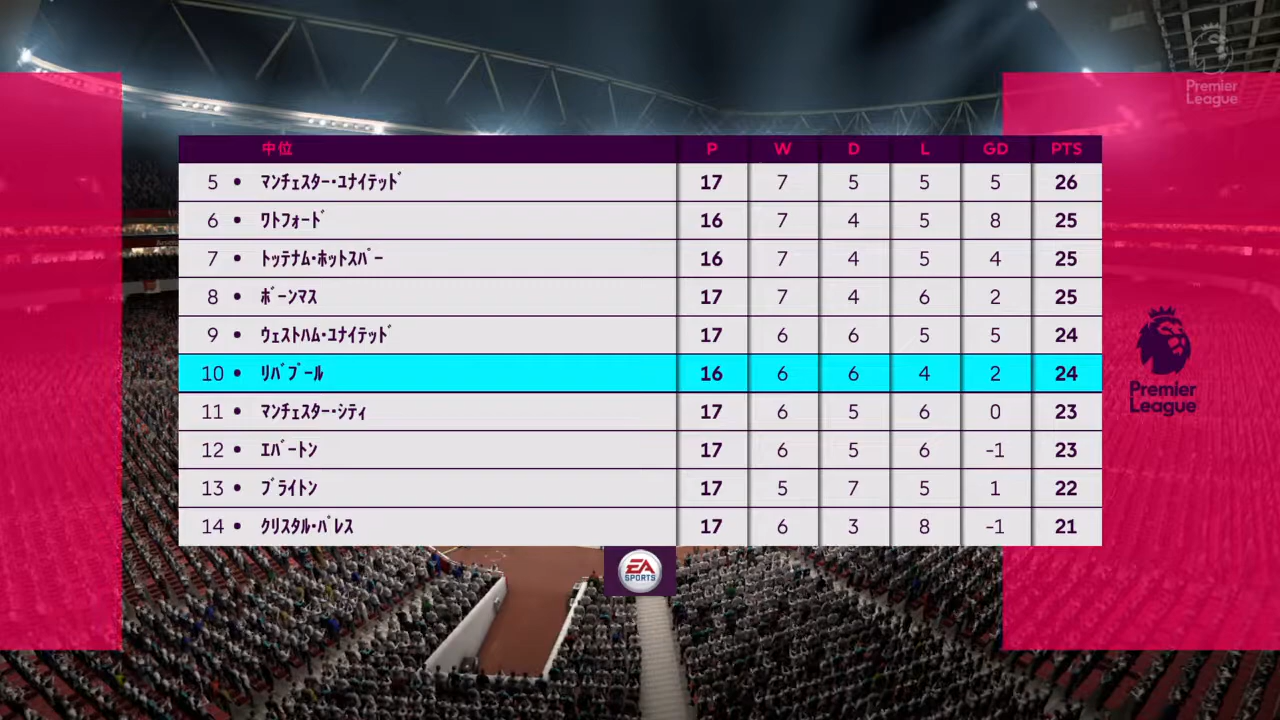 Premier
League
中位 P W D L GD PTS
5 • ﾏﾝﾁｪｽﾀｰ･ﾕﾅｲﾃｯﾄﾞ 17 7 5 5 5 26
6 • ﾜﾄﾌｫｰﾄﾞ 16 7 4 5 8 25
7 • ﾄｯﾃﾅﾑ･ﾎｯﾄｽﾊﾟｰ 16 7 4 5 4 25
8 • ﾎﾞｰﾝﾏｽ 17 7 4 6 2 25
9 • ｳｪｽﾄﾊﾑ･ﾕﾅｲﾃｯﾄﾞ 17 6 6 5 5 24
10 • ﾘﾊﾞﾌﾟｰﾙ 16 6 6 4 2 24
11 • ﾏﾝﾁｪｽﾀｰ･ｼﾃｨ 17 6 5 6 0 23
12 • ｴﾊﾞｰﾄﾝ 17 6 5 6 -1 23
13 • ﾌﾞﾗｲﾄﾝ 17 5 7 5 1 22
14 • ｸﾘｽﾀﾙ･ﾊﾟﾚｽ 17 6 3 8 -1 21
Premier
League
EA
SPORTS